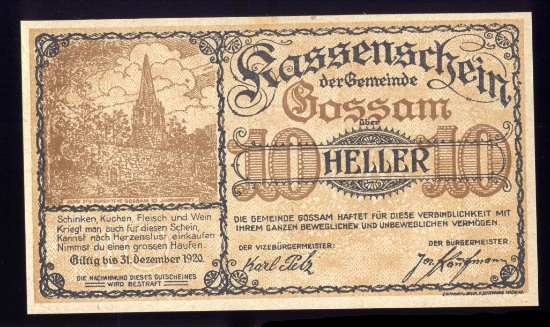 Kassenschein
der Gemeinde
Gossam
über
10 HELLER 10
Schinken, Kuchen, Fleisch und Wein
Kriegt man auch für diesen Schein,
Kannst nach Herzenslust einkaufen
Nimmst du einen grossen Haufen.
Giltig bis 31. Dezember 1920.
DIE NACHAHMUNG DIESES GUTSCHEINES
WIRD BESTRAFT
DIE GEMEINDE GOSSAM HAFTET FÜR DIESE VERBINDLICHKEIT MIT
IHREM GANZEN BEWEGLICHEN UND UNBEWEGLICHEN VERMÖGEN.
DER VIZEBÜRGERMEISTER:
DER BÜRGERMEISTER
Karl Pelz